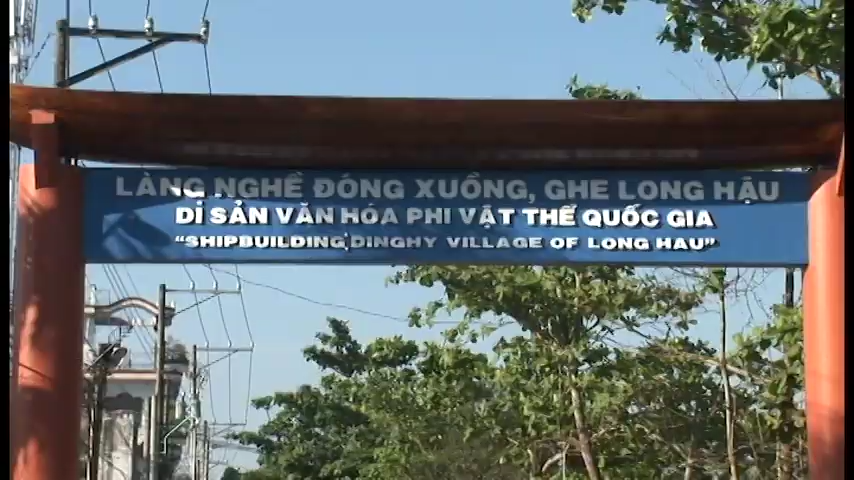 LÀNG NGHỀ ĐÓNG XUỒNG, GHE LONG HẬU
DI SẢN VĂN HÓA PHI VẬT THỂ QUỐC GIA
"SHIPBUILDING DINGHY VILLAGE OF LONG HAU"